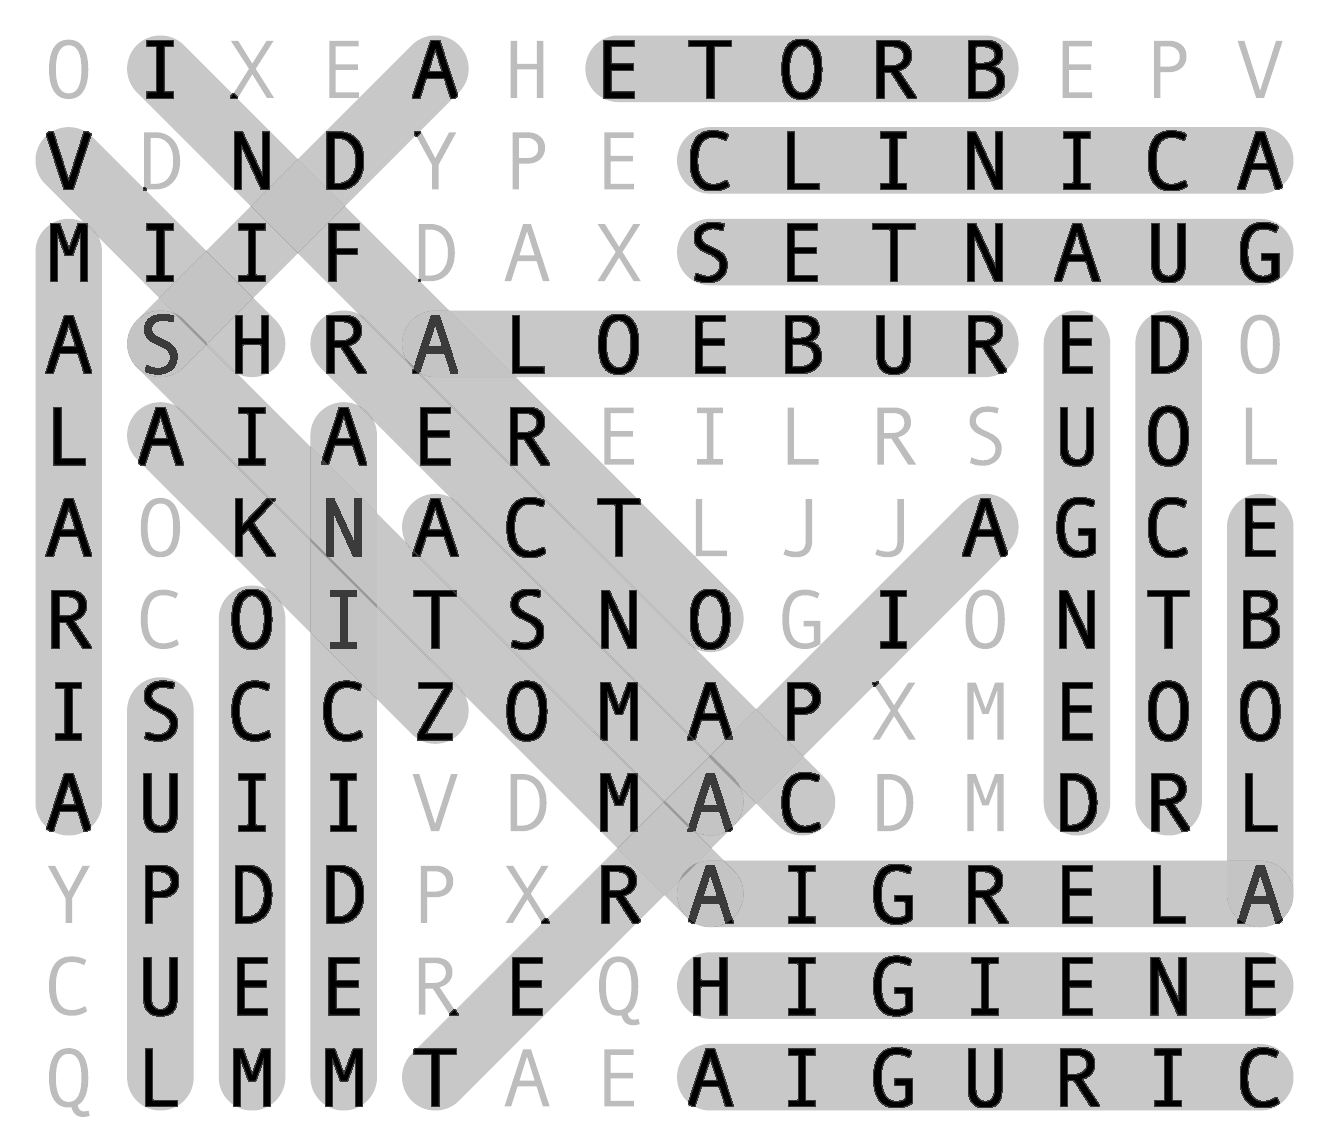 O I X E A H E T O R B E P V
V D N D Y P E C L I N I C A
M I I F D A X S E T N A U G
A S H R A L O E B U R E D O
L A I A E R E I L R S U O L
A O K N A C T L J J A G C E
R C O I T S N O G I O N T B
I S C C Z O M A P X M E O O
A U I I V D M A C D M D R L
Y P D D P X R A I G R E L A
C U E E R E Q H I G I E N E
Q L M M T A E A I G U R I C